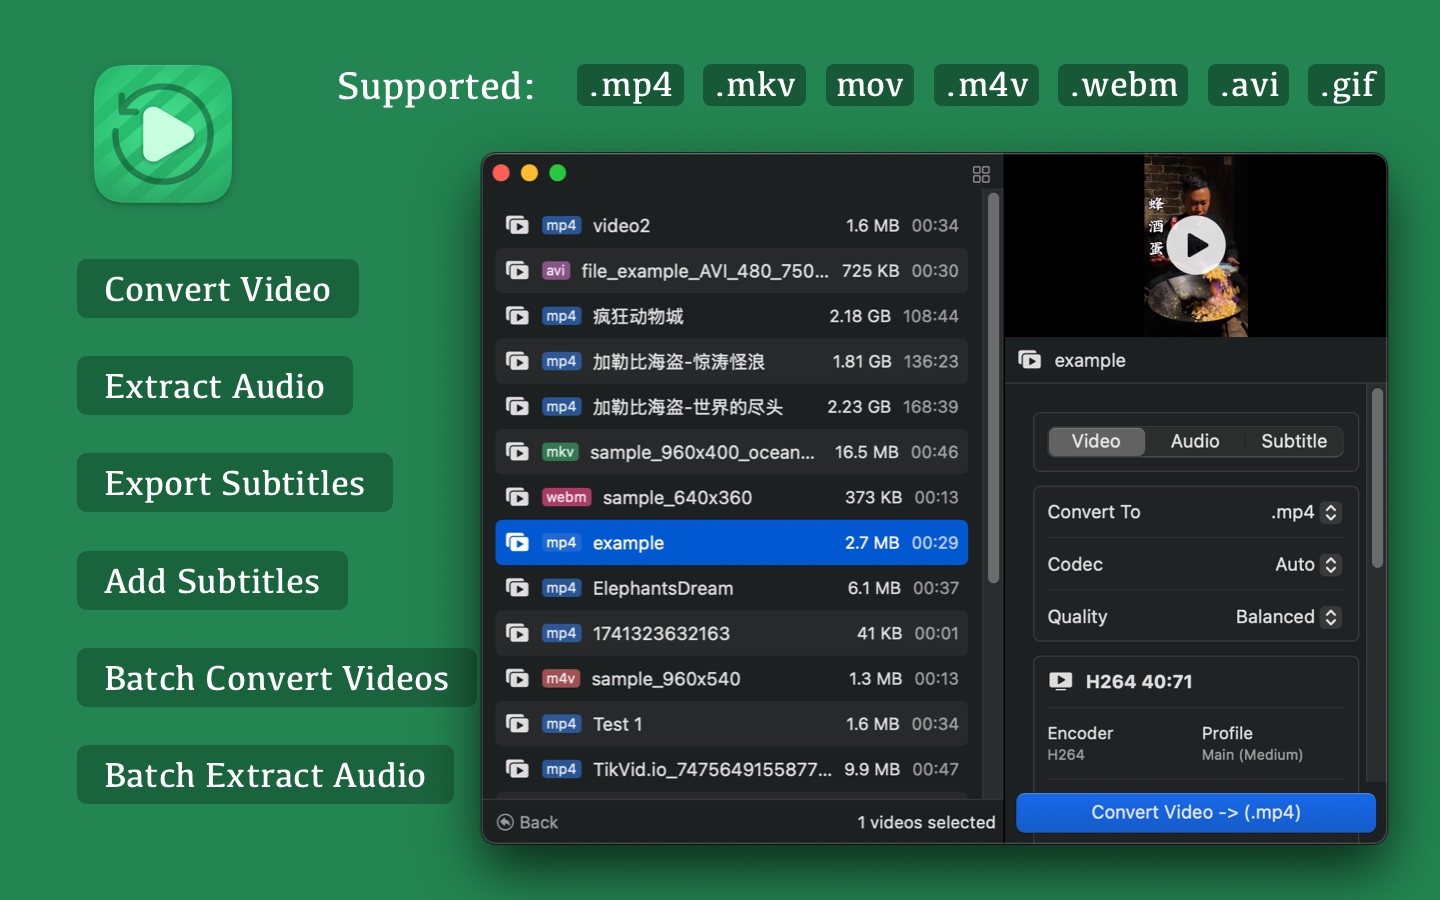 Supported: .mp4 .mkv mov .m4v .webm .avi .gif
Convert Video
Extract Audio
Export Subtitles
Add Subtitles
Batch Convert Videos
Batch Extract Audio
mp4 video2 1.6 MB 00:34
avi file_example_AVI_480_750... 725 KB 00:30
mp4 疯狂动物城 2.18 GB 108:44
mp4 加勒比海盗-惊涛怪浪 1.81 GB 136:23
mp4 加勒比海盗-世界的尽头 2.23 GB 168:39
mkv sample_960x400_ocean... 16.5 MB 00:46
webm sample_640x360 373 KB 00:13
mp4 example 2.7 MB 00:29
mp4 ElephantsDream 6.1 MB 00:37
mp4 1741323632163 41 KB 00:01
m4v sample_960x540 1.3 MB 00:13
mp4 Test 1 1.6 MB 00:34
mp4 TikVid.io_7475649155877... 9.9 MB 00:47
Back
1 videos selected
蜂酒蛋
example
Video Audio Subtitle
Convert To .mp4
Codec Auto
Quality Balanced
H264 40:71
Encoder Profile
H264 Main (Medium)
Convert Video -> (.mp4)